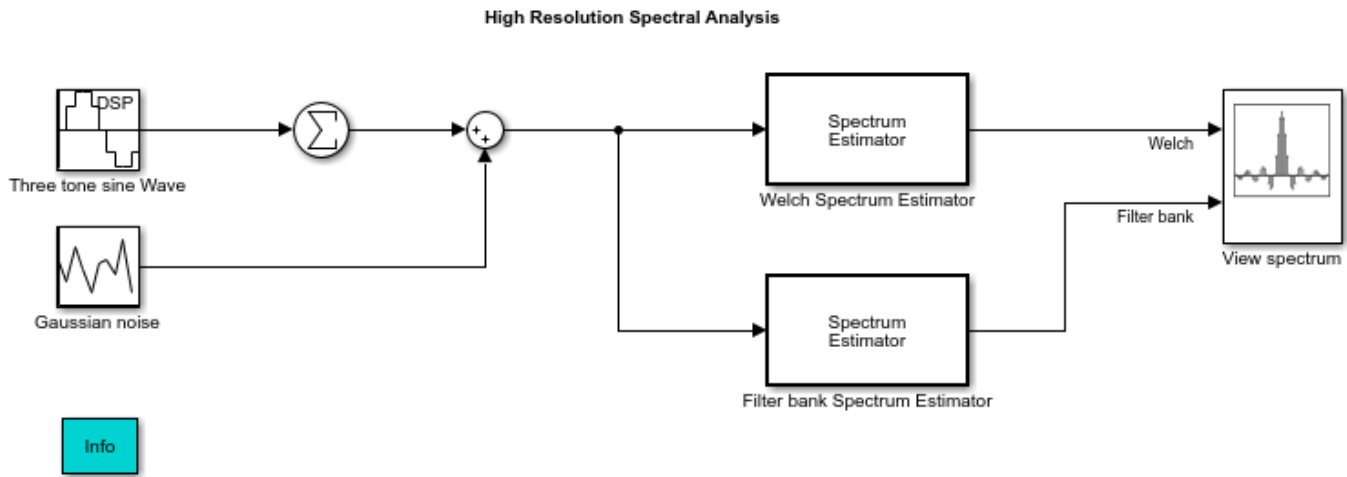 High Resolution Spectral Analysis
DSP
Three tone sine Wave
Σ
Spectrum
Estimator
Welch Spectrum Estimator
Welch
Filter bank
View spectrum
Gaussian noise
Spectrum
Estimator
Filter bank Spectrum Estimator
Info